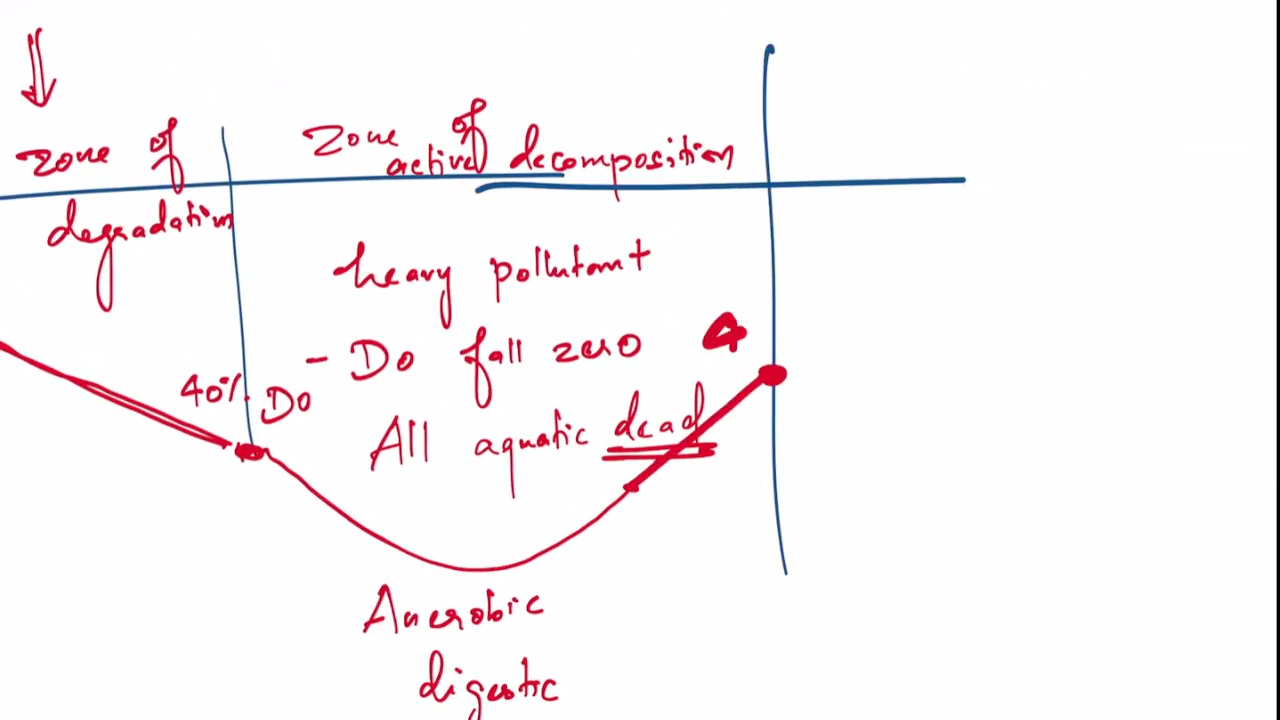 zone of
degradation
zone of
active decomposition
heavy pollutant
- Do fall zero
4
40% Do
All aquatic dead
Anerobic
digestic